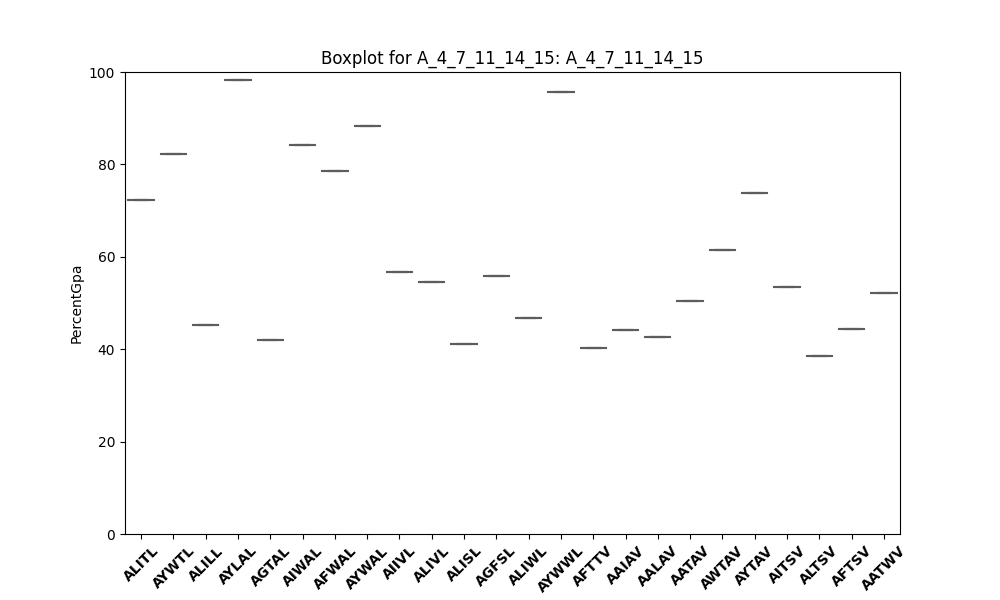 Boxplot for A_4_7_11_14_15: A_4_7_11_14_15
PercentGpa
100
80
60
40
20
0
ALITL
AYWTL
ALILL
AYLAL
AGTAL
AIWAL
AFWAL
AYWAL
AIIVL
ALIVL
ALISL
AGFSL
ALIWL
AYWWL
AFTTV
AAIAV
AALAV
AATAV
AWTAV
AYTAV
AITSV
ALTSV
AFTSV
AATWV